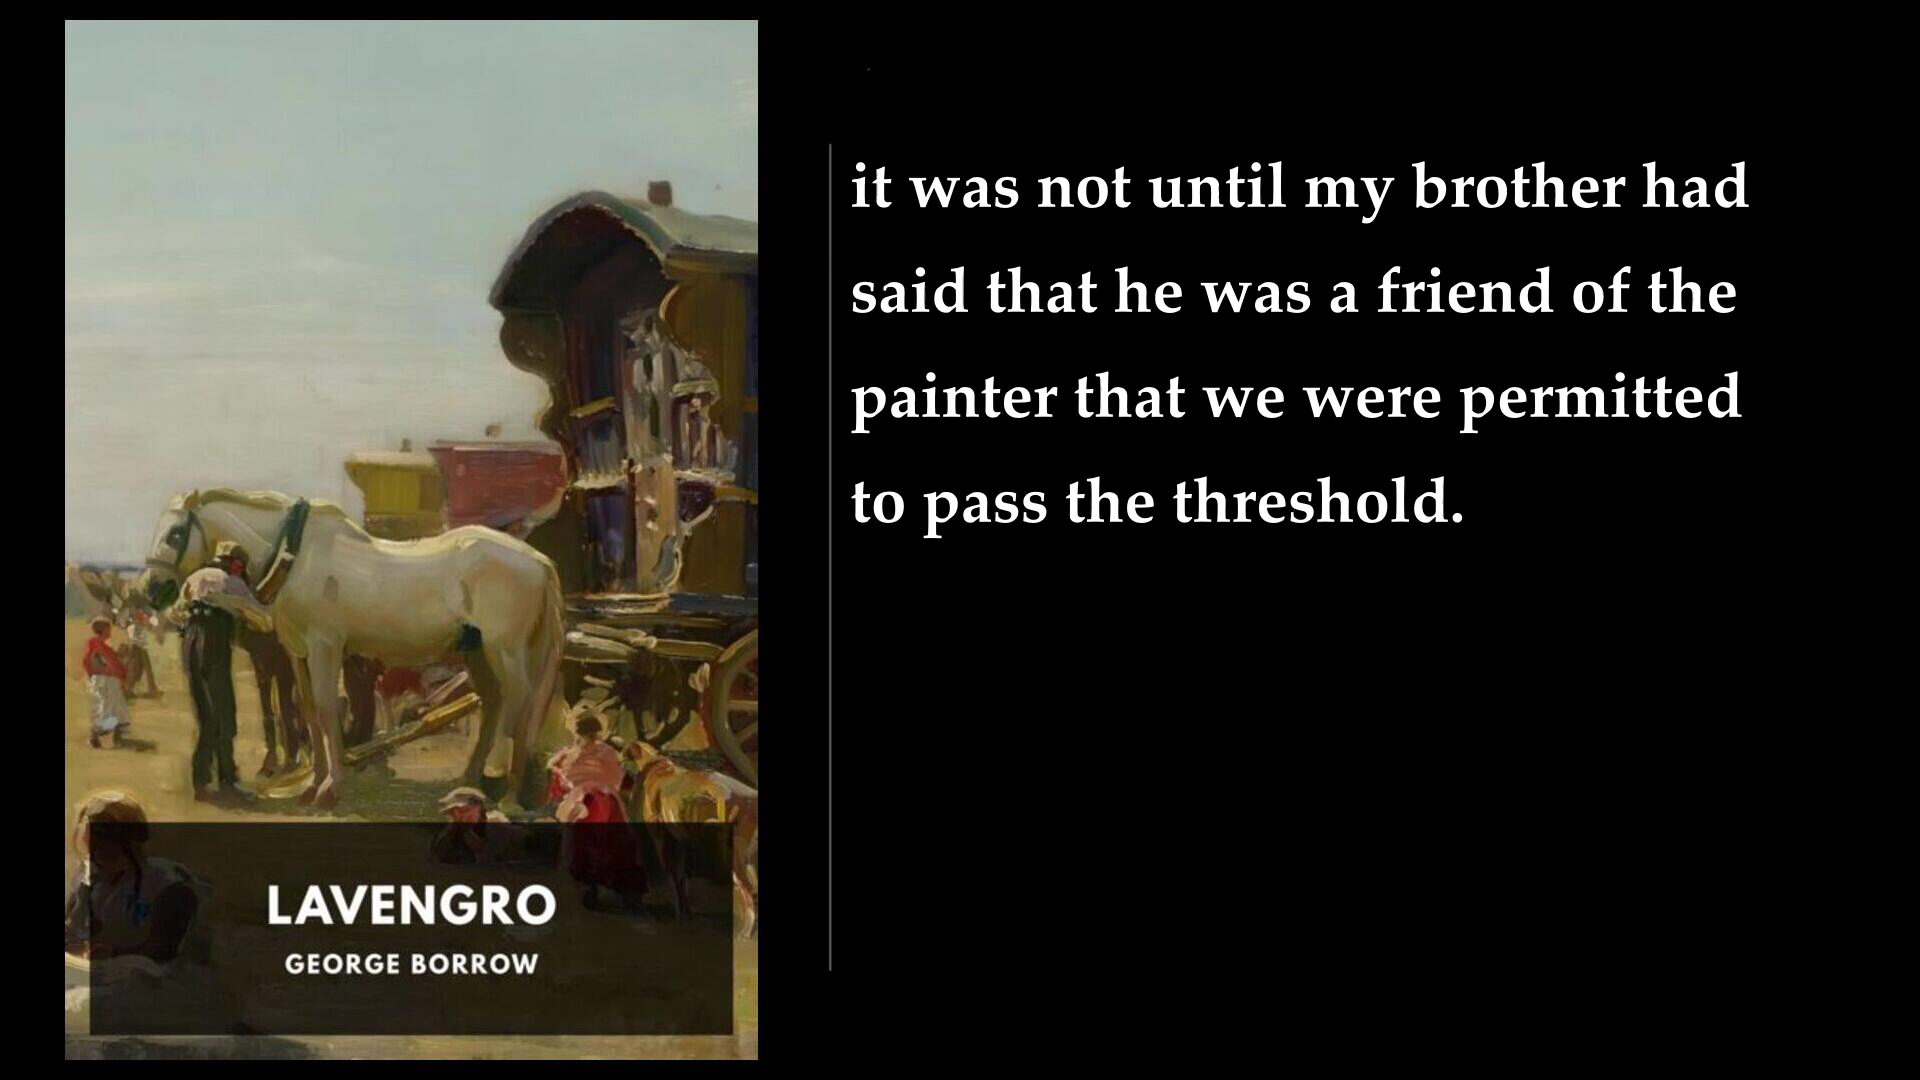 it was not until my brother had
said that he was a friend of the
painter that we were permitted
to pass the threshold.
LAVENGRO
GEORGE BORROW